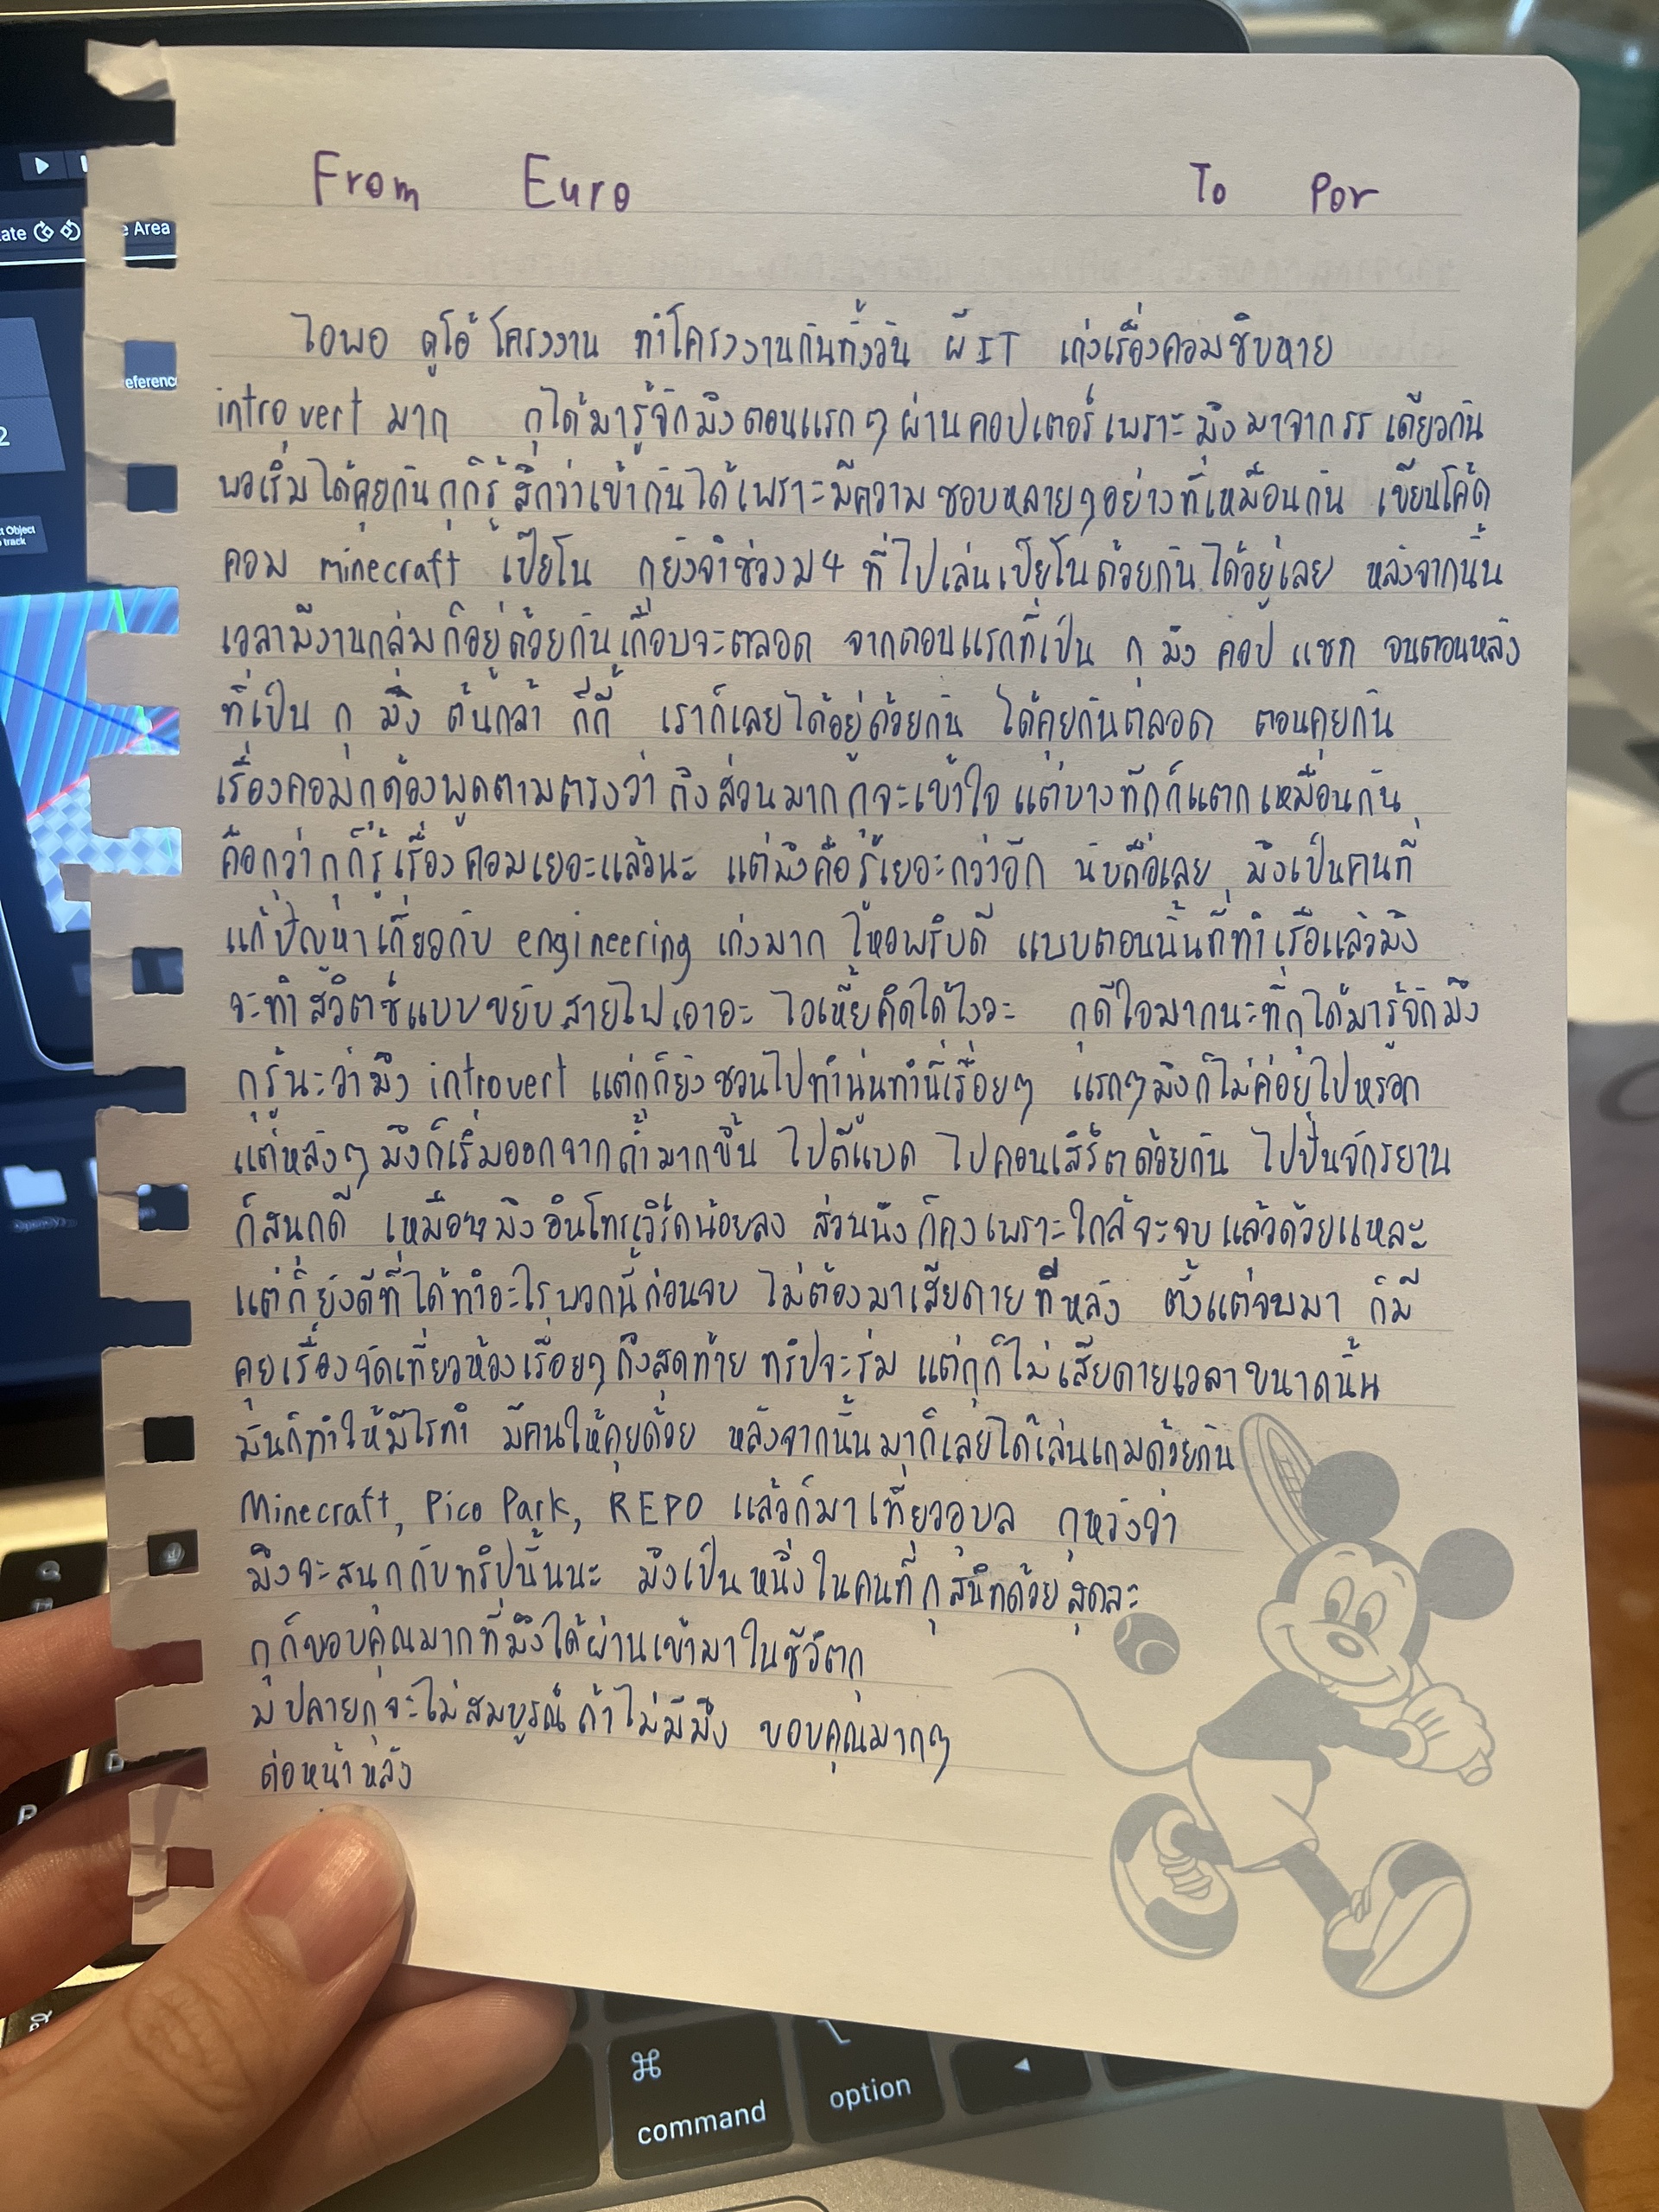 From Euro To Por
ไอพอ ดูโอ้โครงงาน ทำโครงงานกันทั้งวัน ผี IT เก่งเรื่องคอมชิบหาย
introvert มาก กุได้มารู้จักมึงตอนแรกๆ ผ่านคอปเตอร์เพราะมึงมาจาก รร เดียวกัน
พอเริ่มได้คุยกันกุก็รู้สึกว่าเข้ากันได้เพราะมีความชอบหลายๆอย่างที่เหมือนกัน เขียนโค้ด
คอม minecraft เปียโน กุยังจำช่วงม4 ที่ไปเล่นเปียโนด้วยกันได้อยู่เลย หลังจากนั้น
เวลามีงานกลุ่มก็อยู่ด้วยกันเกือบจะตลอด จากตอนแรกที่เป็น กุ มึง คอป แชท จนตอนหลัง
ที่เป็น กุ มึง ต้นกล้า กีกี้ เราก็เลยได้อยู่ด้วยกัน ได้คุยกันตลอด ตอนคุยกัน
เรื่องคอมกุต้องพูดตามตรงว่า ถึงส่วนมากกุจะเข้าใจ แต่บางทีกุก็แตกเหมือนกัน
คือกุว่ากุก็รู้เรื่องคอมเยอะแล้วนะ แต่มึงคือรู้เยอะกว่าอีก นับถือเลย มึงเป็นคนที่
แก้ปัญหาเกี่ยวกับ engineering เก่งมาก ไหวพริบดี แบบตอนนั้นที่ทำเรือแล้วมึง
จะทำสวิตช์แบบขยับสายไฟเอาอะ ไอเหี้ยคิดได้ไงวะ กุดีใจมากนะที่กุได้มารู้จักมึง
กุรู้นะว่ามึง introvert แต่กุก็ยังชวนไปทำนู่นทำนี่เรื่อยๆ แรกๆมึงก็ไม่ค่อยไปหรอก
แต่หลังๆมึงก็เริ่มออกจากถ้ำมากขึ้น ไปตีแบด ไปคอนเสิร์ตด้วยกัน ไปปั่นจักรยาน
ก็สนุกดี เหมือนมึงอินโทรเวิร์ตน้อยลง ส่วนนึงก็คงเพราะใกล้จะจบแล้วด้วยแหละ
แต่ก็ยังดีที่ได้ทำอะไรพวกนี้ก่อนจบ ไม่ต้องมาเสียดายทีหลัง ตั้งแต่จบมา ก็มี
คุยเรื่องจัดเที่ยวห้องเรื่อยๆ ถึงสุดท้าย ทริปจะร่ม แต่กุก็ไม่เสียดายเวลาขนาดนั้น
มันก็ทำให้มีไรทำ มีคนให้คุยด้วย หลังจากนั้นมาก็เลยได้เล่นเกมด้วยกัน
Minecraft, Pico Park, REPO แล้วก็มาเที่ยวอุบล กุหวังว่า
มึงจะสนุกกับทริปนั้นนะ มึงเป็นหนึ่งในคนที่กุสนิทด้วยสุดละ
กุก็ขอบคุณมากที่มึงได้ผ่านเข้ามาในชีวิตกุ
มปลายกุจะไม่สมบูรณ์ถ้าไม่มีมึง ขอบคุณมากๆ
ต่อหน้าหลัง
ate
e Area
eferenc
2
t Object
track
command
option